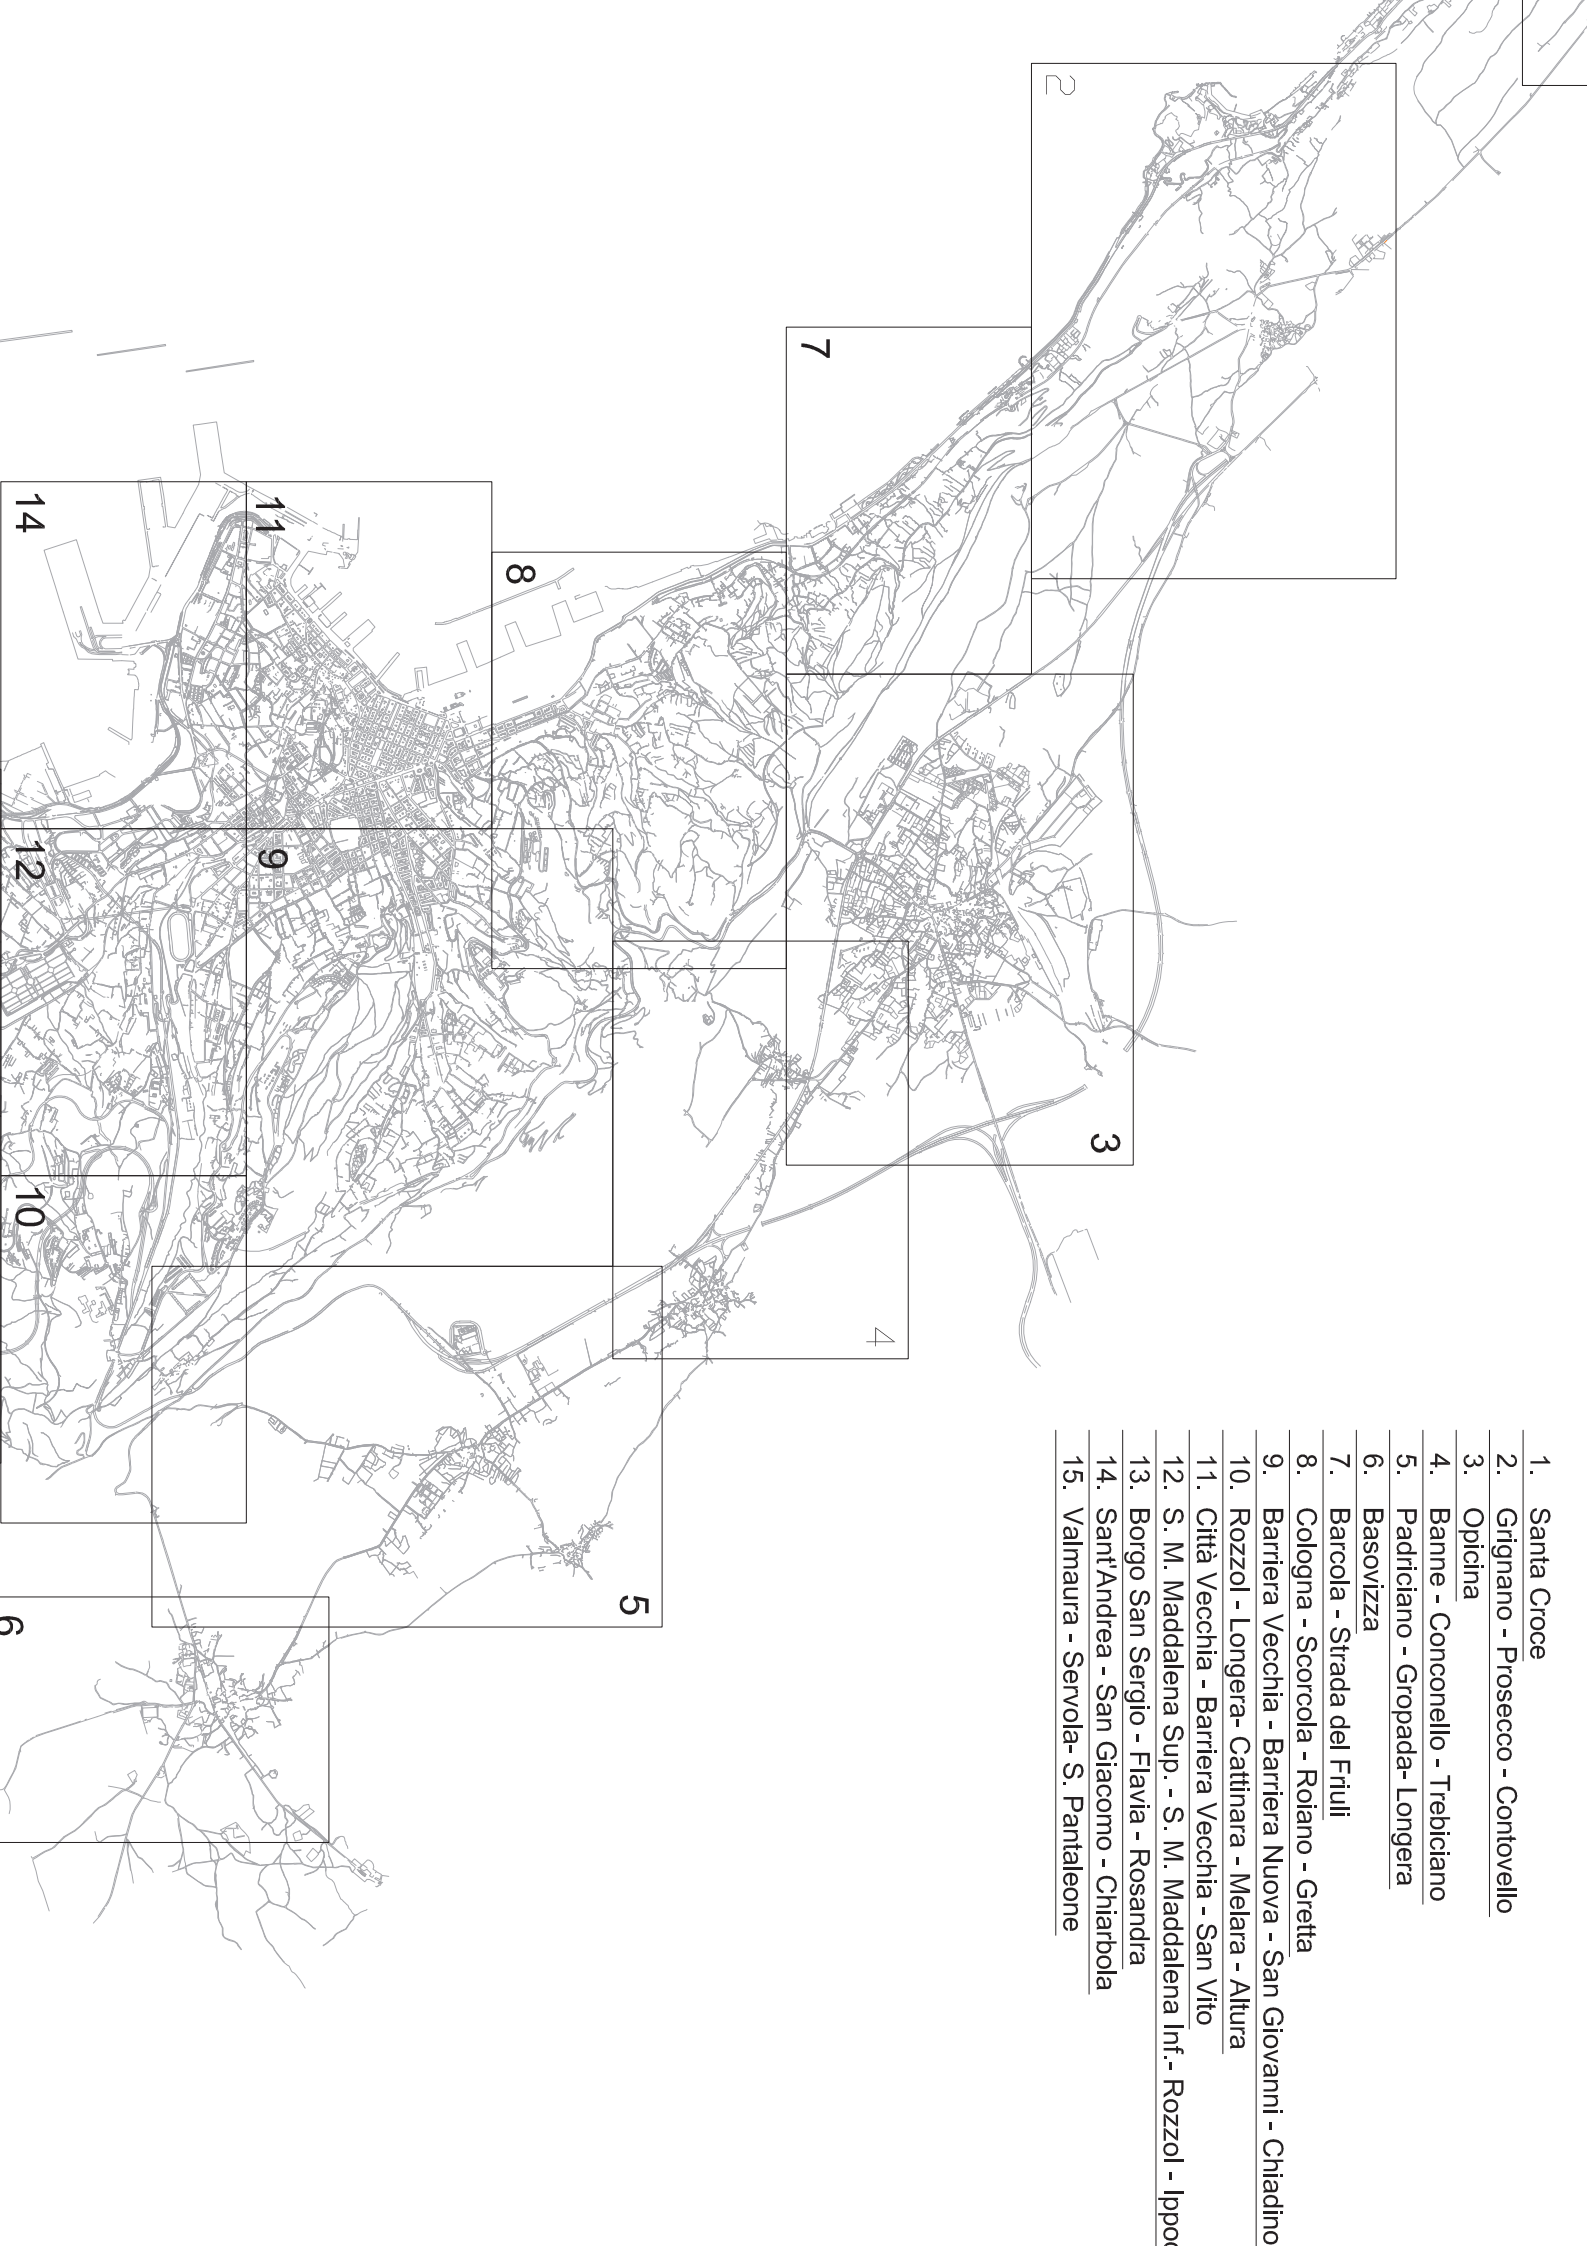 1. Santa Croce
2. Grignano - Prosecco - Contovello
3. Opicina
4. Banne - Conconello - Trebiciano
5. Padriciano - Gropada- Longera
6. Basovizza
7. Barcola - Strada del Friuli
8. Cologna - Scorcola - Roiano - Gretta
9. Barriera Vecchia - Barriera Nuova - San Giovanni - Chiadino
10. Rozzol - Longera- Cattinara - Melara - Altura
11. Città Vecchia - Barriera Vecchia - San Vito
12. S. M. Maddalena Sup. - S. M. Maddalena Inf.- Rozzol -
13. Borgo San Sergio - Flavia - Rosandra
14. Sant'Andrea - San Giacomo - Chiarbola
15. Valmaura - Servola- S. Pantaleone
2
7
3
8
4
11
14
9
12
10
5
6